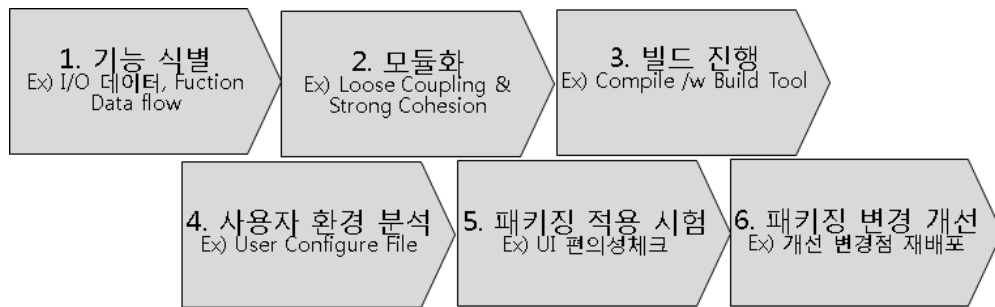 1. 기능 식별
Ex) I/O 데이터, Fuction
Data flow
2. 모듈화
Ex) Loose Coupling &
Strong Cohesion
3. 빌드 진행
Ex) Compile /w Build Tool
4. 사용자 환경 분석
Ex) User Configure File
5. 패키징 적용 시험
Ex) UI 편의성체크
6. 패키징 변경 개선
Ex) 개선 변경점 재배포